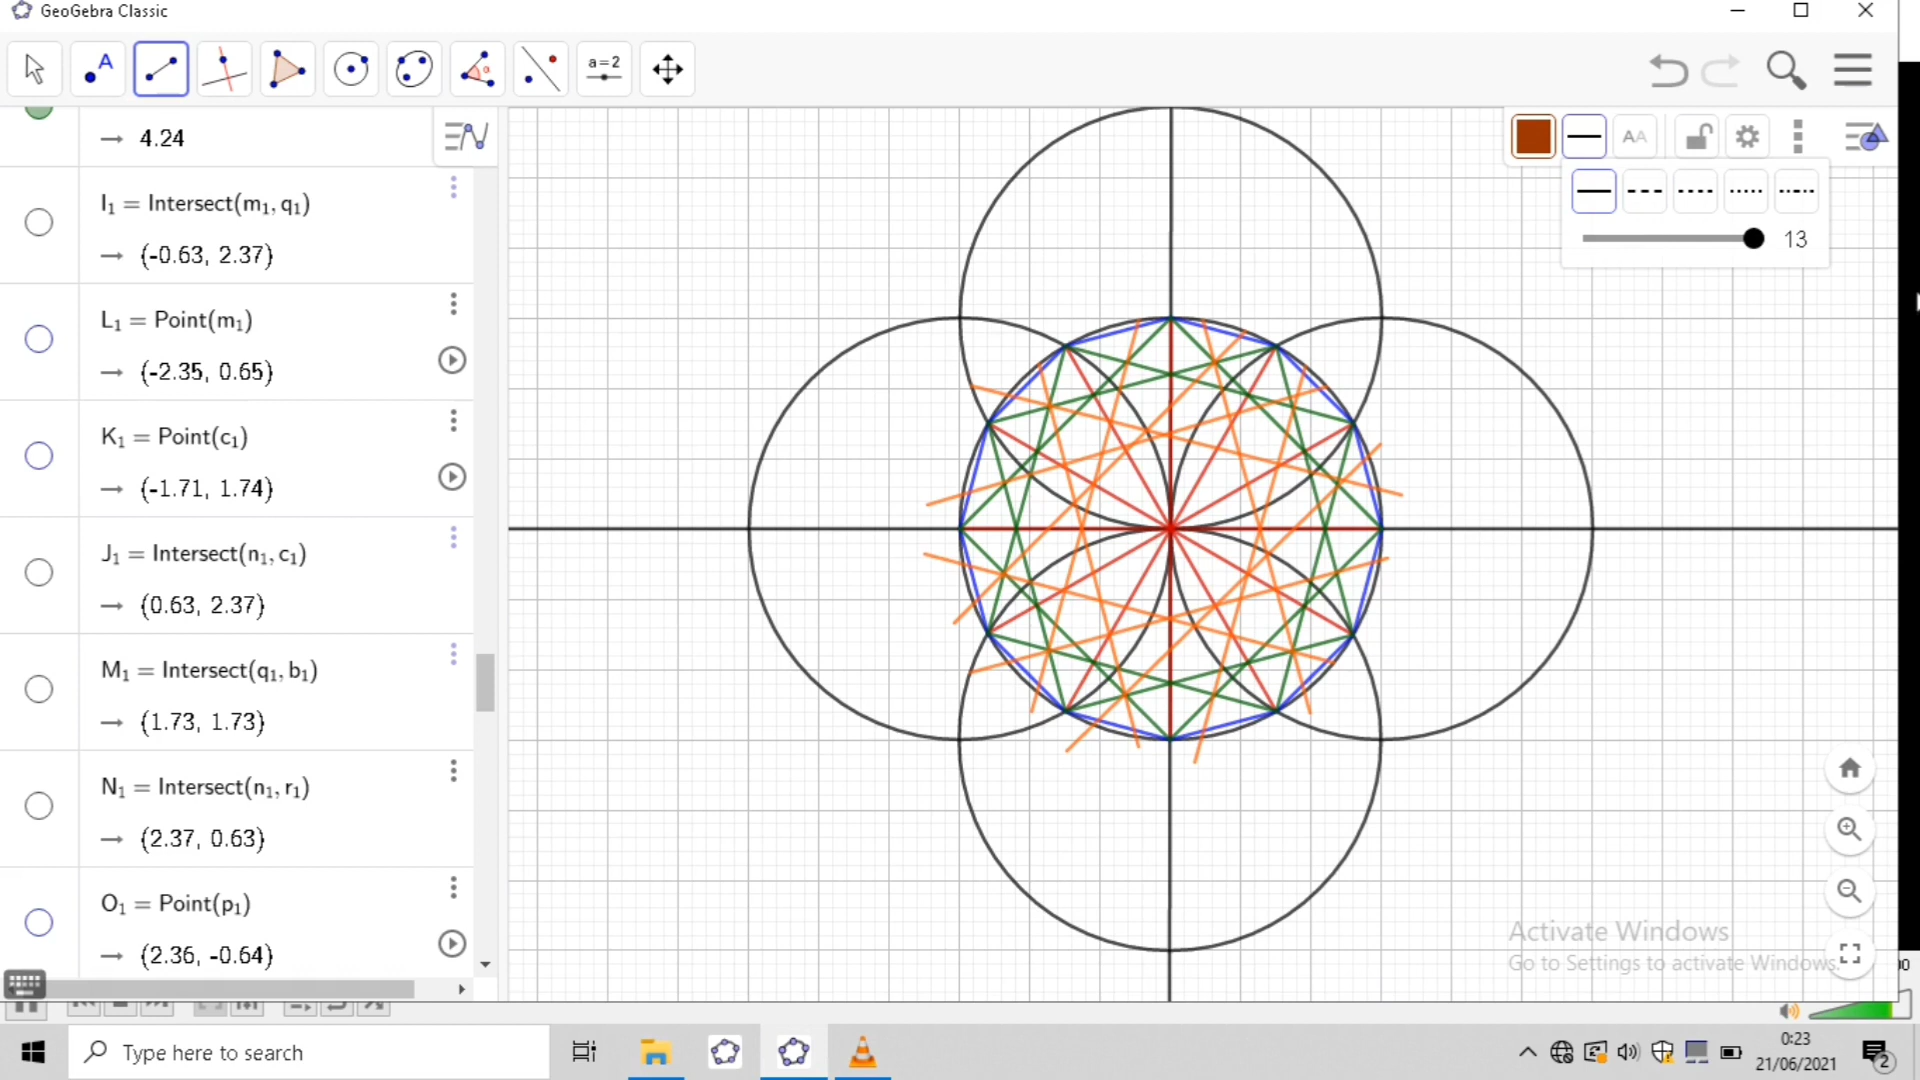 GeoGebra Classic
A
a=2
→ 4.24
AA
I₁ = Intersect(m₁, q₁)
→ (-0.63, 2.37)
13
L₁ = Point(m₁)
→ (-2.35, 0.65)
K₁ = Point(c₁)
→ (-1.71, 1.74)
J₁ = Intersect(n₁, c₁)
→ (0.63, 2.37)
M₁ = Intersect(q₁, b₁)
→ (1.73, 1.73)
N₁ = Intersect(n₁, r₁)
→ (2.37, 0.63)
O₁ = Point(p₁)
→ (2.36, -0.64)
Activate Windows
Go to Settings to activate Windows.
Type here to search
0:23
21/06/2021
2